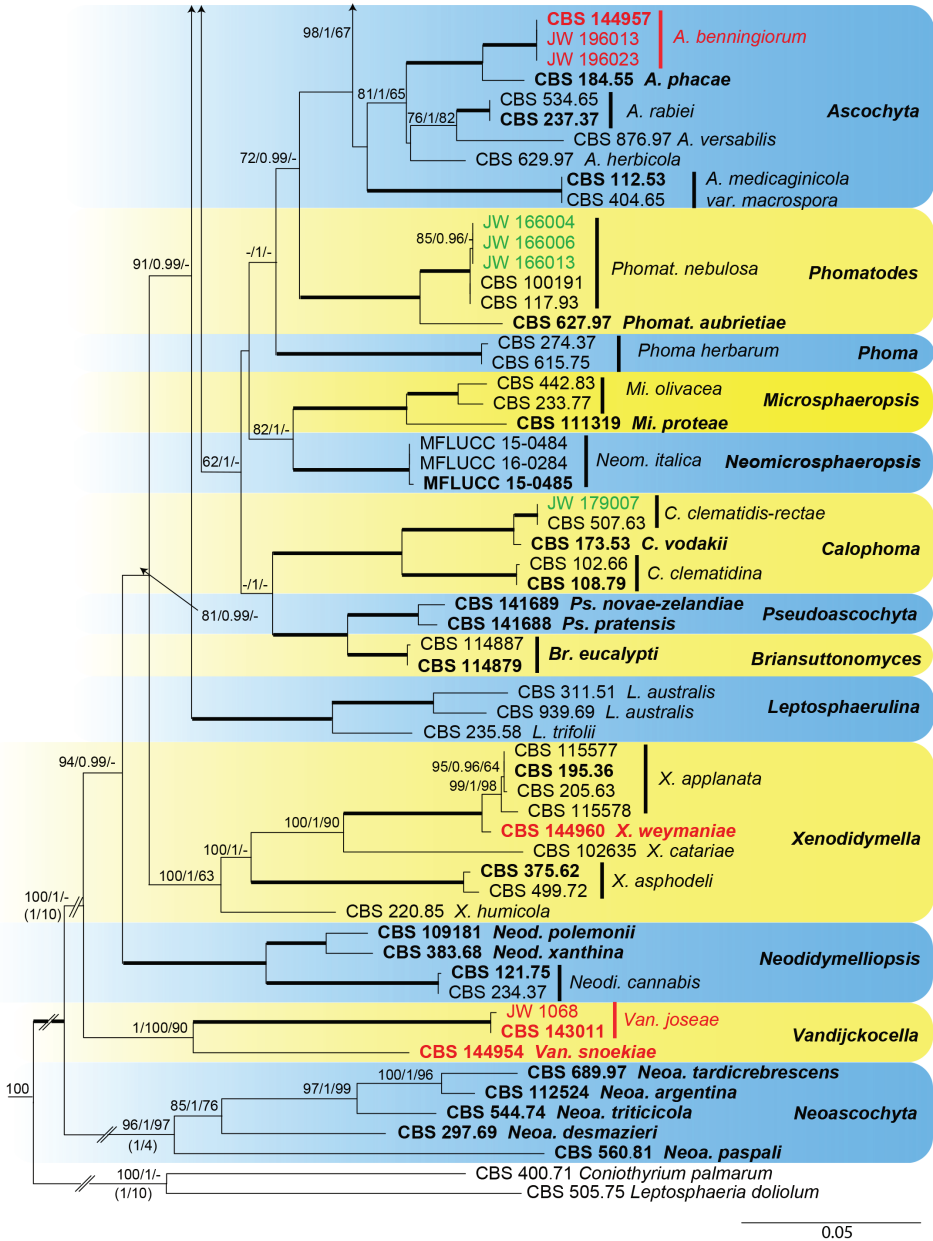 98/1/67
CBS 144957
JW 196013 A. benningiorum
JW 196023
CBS 184.55 A. phacae
81/1/65
CBS 534.65
A. rabiei
Ascochyta
CBS 237.37
76/1/82
CBS 876.97 A. versabilis
72/0.99/-
CBS 629.97 A. herbicola
CBS 112.53 A. medicaginicola
CBS 404.65 var. macrospora
JW 166004
85/0.96/-
JW 166006
-/1/-
91/0.99/-
JW 166013
Phomat. nebulosa
Phomatodes
CBS 100191
CBS 117.93
CBS 627.97 Phomat. aubrietiae
CBS 274.37
Phoma herbarum
Phoma
CBS 615.75
CBS 442.83
Mi. olivacea
CBS 233.77
Microsphaeropsis
CBS 111319 Mi. proteae
82/1/-
MFLUCC 15-0484
62/1/-
MFLUCC 16-0284
Neom. italica
Neomicrosphaeropsis
MFLUCC 15-0485
JW 179007
C. clematidis-rectae
CBS 507.63
CBS 173.53 C. vodakii
Calophoma
CBS 102.66
C. clematidina
CBS 108.79
-/1/-
CBS 141689 Ps. novae-zelandiae
81/0.99/-
Pseudoascochyta
CBS 141688 Ps. pratensis
CBS 114887
Br. eucalypti
Briansuttonomyces
CBS 114879
CBS 311.51 L. australis
CBS 939.69 L. australis
Leptosphaerulina
CBS 235.58 L. trifolii
CBS 115577
94/0.99/-
95/0.96/64
CBS 195.36
X. applanata
99/1/98
CBS 205.63
CBS 115578
100/1/90
CBS 144960 X. weymaniae
Xenodidymella
100/1/-
CBS 102635 X. catariae
100/1/63
CBS 375.62
X. asphodeli
CBS 499.72
100/1/-
(1/10)
CBS 220.85 X. humicola
CBS 109181 Neod. polemonii
CBS 383.68 Neod. xanthina
Neodidymelliopsis
CBS 121.75
Neodi. cannabis
CBS 234.37
JW 1068
Van. joseae
1/100/90
CBS 143011
Vandijckocella
CBS 144954 Van. snoekiae
100/1/96
CBS 689.97 Neoa. tardicrebrescens
100
97/1/99
CBS 112524 Neoa. argentina
85/1/76
CBS 544.74 Neoa. triticicola
Neoascochyta
96/1/97
(1/4)
CBS 297.69 Neoa. desmazieri
CBS 560.81 Neoa. paspali
100/1/-
(1/10)
CBS 400.71 Coniothyrium palmarum
CBS 505.75 Leptosphaeria doliolum
0.05